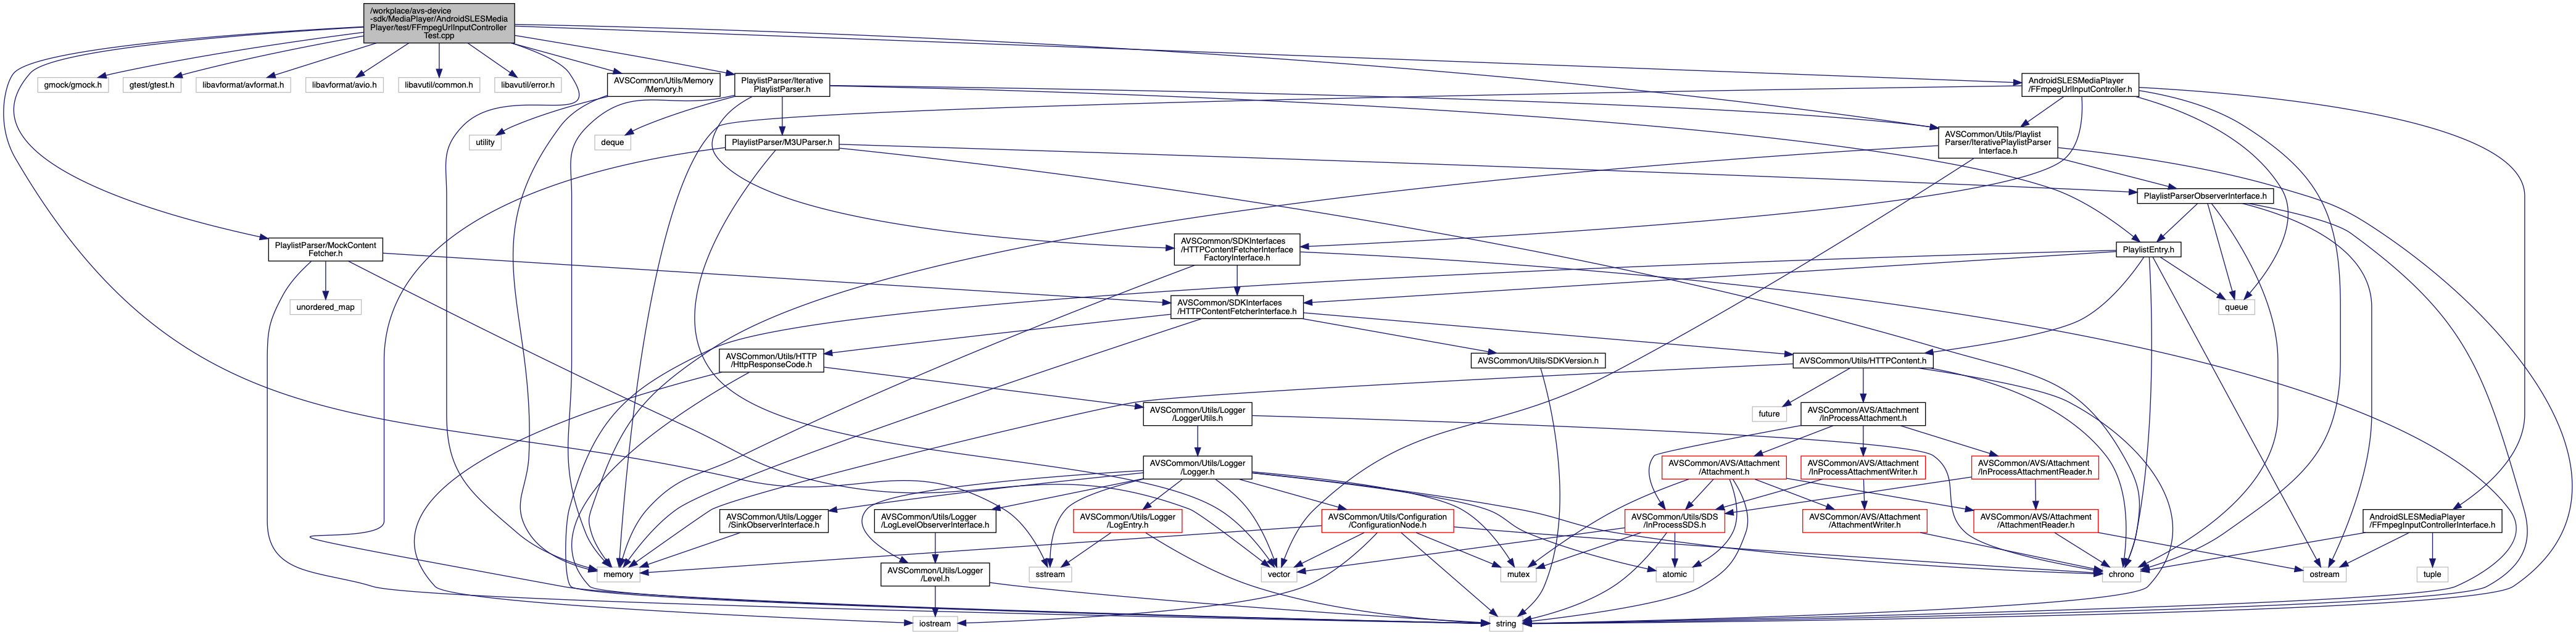 /workplace/avs-device
-sdk/MediaPlayer/AndroidSLESMedia
Player/test/FFmpegUrlInputController
Test.cpp
gmock/gmock.h
gtest/gtest.h
libavformat/avformat.h
libavformat/avio.h
libavutil/common.h
libavutil/error.h
AVSCommon/Utils/Memory
/Memory.h
PlaylistParser/Iterative
PlaylistParser.h
AndroidSLESMediaPlayer
/FFmpegUrlInputController.h
utility
deque
PlaylistParser/M3UParser.h
AVSCommon/Utils/Playlist
Parser/IterativePlaylistParser
Interface.h
PlaylistParserObserverInterface.h
PlaylistParser/MockContent
Fetcher.h
AVSCommon/SDKInterfaces
/HTTPContentFetcherInterface
FactoryInterface.h
PlaylistEntry.h
unordered_map
AVSCommon/SDKInterfaces
/HTTPContentFetcherInterface.h
queue
AVSCommon/Utils/HTTP
/HttpResponseCode.h
AVSCommon/Utils/SDKVersion.h
AVSCommon/Utils/HTTPContent.h
AVSCommon/Utils/Logger
/LoggerUtils.h
future
AVSCommon/AVS/Attachment
/InProcessAttachment.h
AVSCommon/Utils/Logger
/Logger.h
AVSCommon/AVS/Attachment
/Attachment.h
AVSCommon/AVS/Attachment
/InProcessAttachmentWriter.h
AVSCommon/AVS/Attachment
/InProcessAttachmentReader.h
AVSCommon/Utils/Logger
/SinkObserverInterface.h
AVSCommon/Utils/Logger
/LogLevelObserverInterface.h
AVSCommon/Utils/Logger
/LogEntry.h
AVSCommon/Utils/Configuration
/ConfigurationNode.h
AVSCommon/Utils/SDS
/InProcessSDS.h
AVSCommon/AVS/Attachment
/AttachmentWriter.h
AVSCommon/AVS/Attachment
/AttachmentReader.h
AndroidSLESMediaPlayer
/FFmpegInputControllerInterface.h
memory
AVSCommon/Utils/Logger
/Level.h
sstream
vector
mutex
atomic
chrono
ostream
tuple
iostream
string